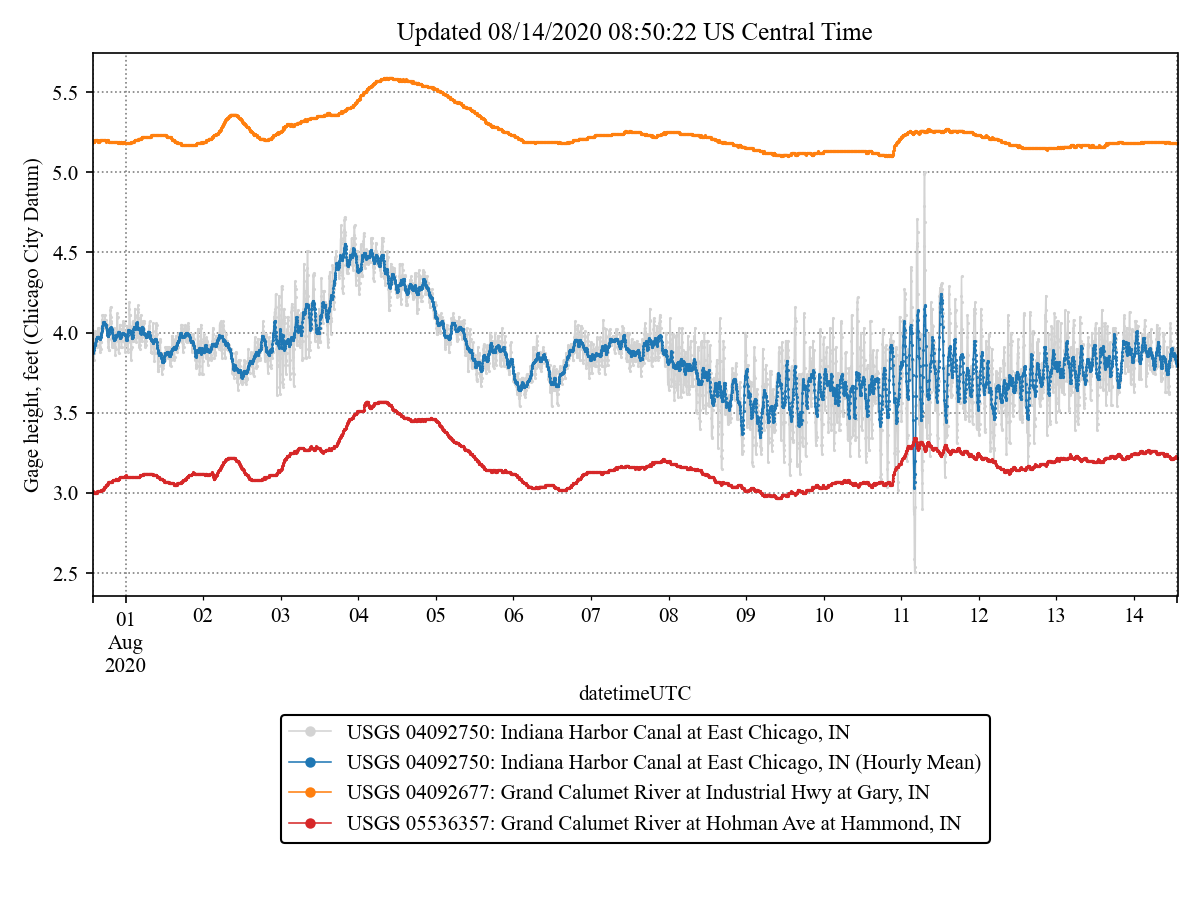 Updated 08/14/2020 08:50:22 US Central Time
Gage height, feet (Chicago City Datum)
5.5
5.0
4.5
4.0
3.5
3.0
2.5
01 02 03 04 05 06 07 08 09 10 11 12 13 14
Aug
2020
datetimeUTC
USGS 04092750: Indiana Harbor Canal at East Chicago, IN
USGS 04092750: Indiana Harbor Canal at East Chicago, IN (Hourly Mean)
USGS 04092677: Grand Calumet River at Industrial Hwy at Gary, IN
USGS 05536357: Grand Calumet River at Hohman Ave at Hammond, IN